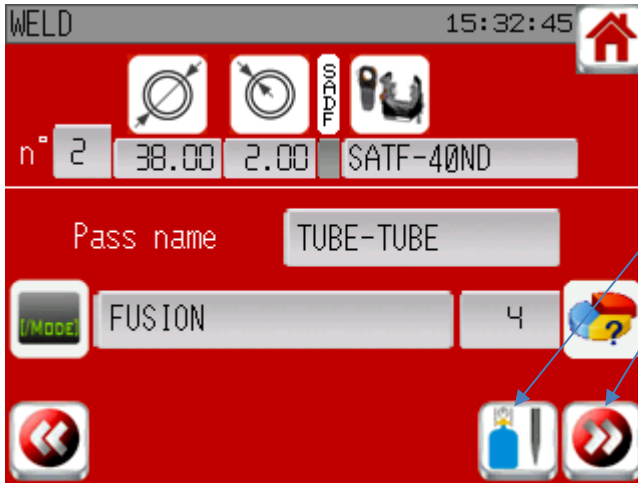 WELD 15:32:45
SADF
n° 2 38.00 2.00 SATF-40ND
Pass name TUBE-TUBE
[/MODE] FUSION 4 ?